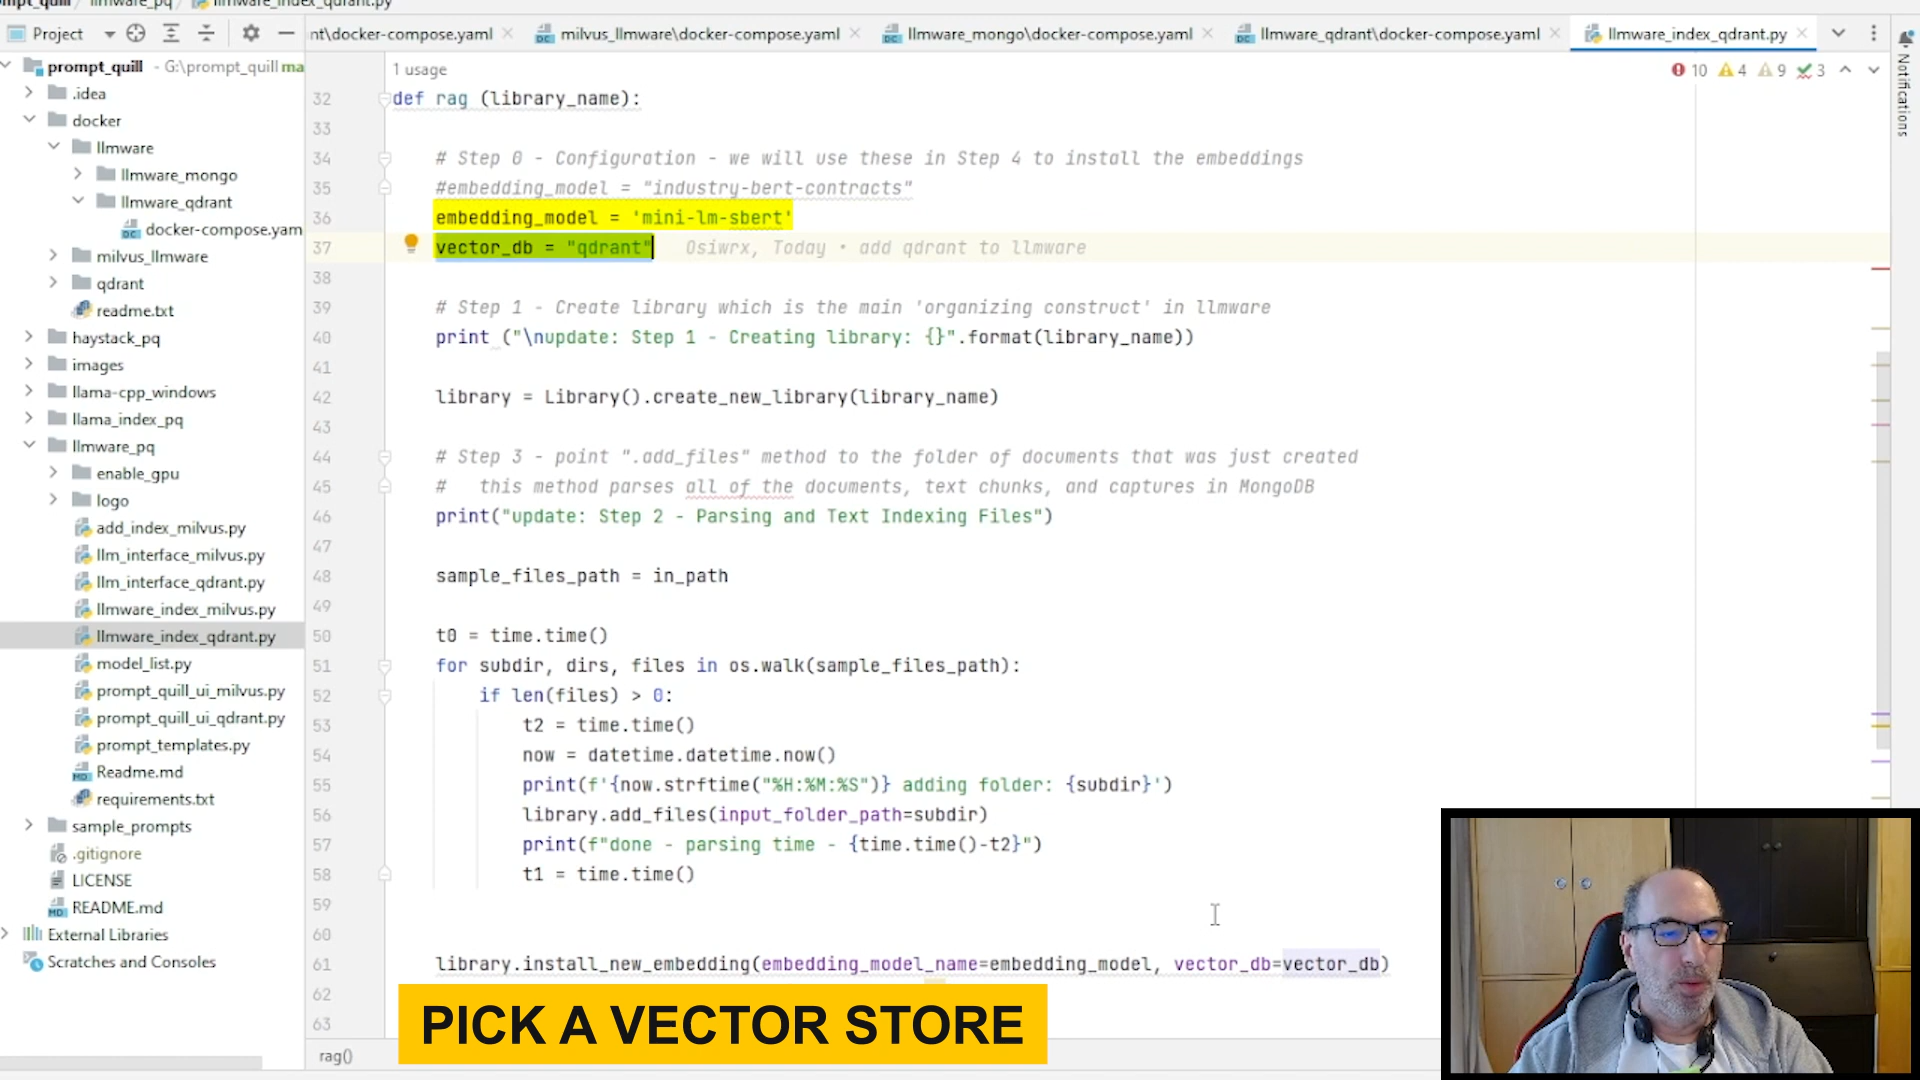 prompt_quill llmware_pq llmware_index_qdrant.py
Project
nt\docker-compose.yaml
milvus_llmware\docker-compose.yaml
llmware_mongo\docker-compose.yaml
llmware_qdrant\docker-compose.yaml
llmware_index_qdrant.py
Notifications
prompt_quill - G:\prompt_quill ma
.idea
docker
llmware
llmware_mongo
llmware_qdrant
docker-compose.yam
milvus_llmware
qdrant
readme.txt
haystack_pq
images
llama-cpp_windows
llama_index_pq
llmware_pq
enable_gpu
logo
add_index_milvus.py
llm_interface_milvus.py
llm_interface_qdrant.py
llmware_index_milvus.py
llmware_index_qdrant.py
model_list.py
prompt_quill_ui_milvus.py
prompt_quill_ui_qdrant.py
prompt_templates.py
Readme.md
requirements.txt
sample_prompts
.gitignore
LICENSE
README.md
External Libraries
Scratches and Consoles
1 usage
10 4 9 3
32 def rag (library_name):
33
34 # Step 0 - Configuration - we will use these in Step 4 to install the embeddings
35 #embedding_model = "industry-bert-contracts"
36 embedding_model = 'mini-lm-sbert'
37 vector_db = "qdrant" Osiwrx, Today • add qdrant to llmware
38
39 # Step 1 - Create library which is the main 'organizing construct' in llmware
40 print ("\nupdate: Step 1 - Creating library: {}".format(library_name))
41
42 library = Library().create_new_library(library_name)
43
44 # Step 3 - point ".add_files" method to the folder of documents that was just created
45 # this method parses all of the documents, text chunks, and captures in MongoDB
46 print("update: Step 2 - Parsing and Text Indexing Files")
47
48 sample_files_path = in_path
49
50 t0 = time.time()
51 for subdir, dirs, files in os.walk(sample_files_path):
52 if len(files) > 0:
53 t2 = time.time()
54 now = datetime.datetime.now()
55 print(f'{now.strftime("%H:%M:%S")} adding folder: {subdir}')
56 library.add_files(input_folder_path=subdir)
57 print(f"done - parsing time - {time.time()-t2}")
58 t1 = time.time()
59
60
61 library.install_new_embedding(embedding_model_name=embedding_model, vector_db=vector_db)
62
63
PICK A VECTOR STORE
rag()